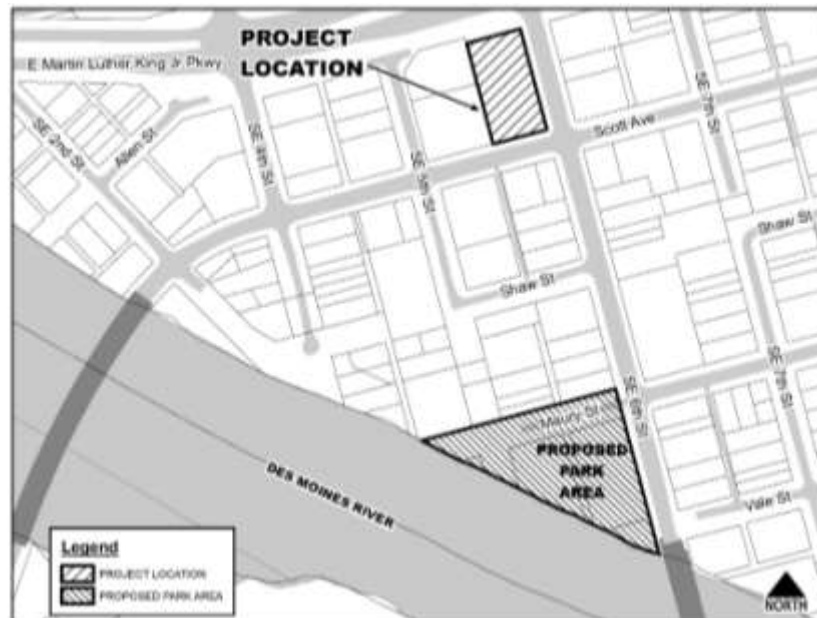 PROJECT
LOCATION
E Martin Luther King Jr Pkwy
SE 2nd St
Allen St
SE 4th St
SE 5th St
SE 7th St
Scott Ave
Shaw St
Shaw St
SE 6th St
SE 7th St
Maury St
PROPOSED
PARK
AREA
Vale St
DES MOINES RIVER
Legend
PROJECT LOCATION
PROPOSED PARK AREA
NORTH